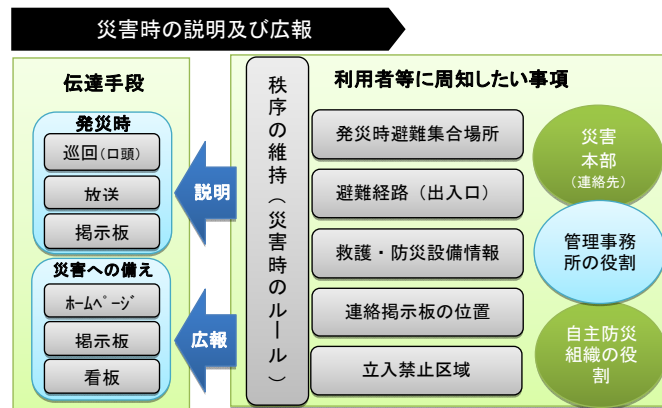 災害時の説明及び広報
伝達手段
発災時
巡回(口頭)
放送
掲示板
災害への備え
ホームページ
掲示板
看板
説明
広報
秩序の維持(災害時のルール)
利用者等に周知したい事項
発災時避難集合場所
避難経路(出入口)
救護・防災設備情報
連絡掲示板の位置
立入禁止区域
災害
本部
(連絡先)
管理事務
所の役割
自主防災
組織の役
割